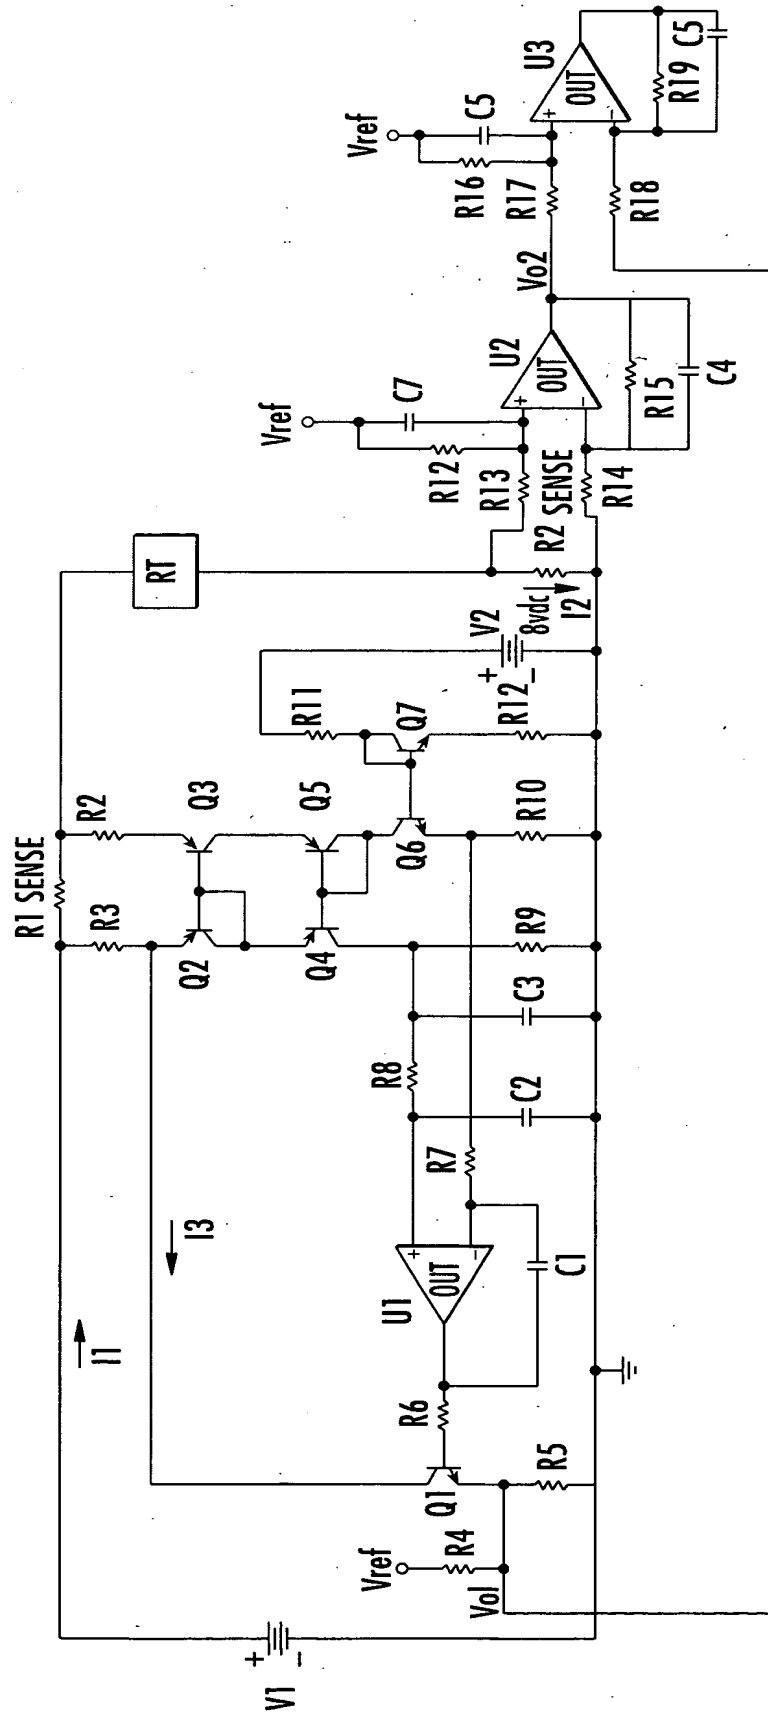 R1 SENSE
I1
V1
+
−
R3
R2
I3
Q2
Q3
Q4
Q5
RT
R11
Q7
Q6
V2
+
−
8vdc
I2
R2 SENSE
R12
R10
R9
C3
C2
R8
R7
U1
OUT
+
−
C1
R6
Q1
R5
Vref
R4
Vol
Vref
C7
R12
R13
R14
U2
OUT
+
−
R15
C4
Vo2
Vref
C5
R16
R17
R18
U3
OUT
+
−
R19
C5